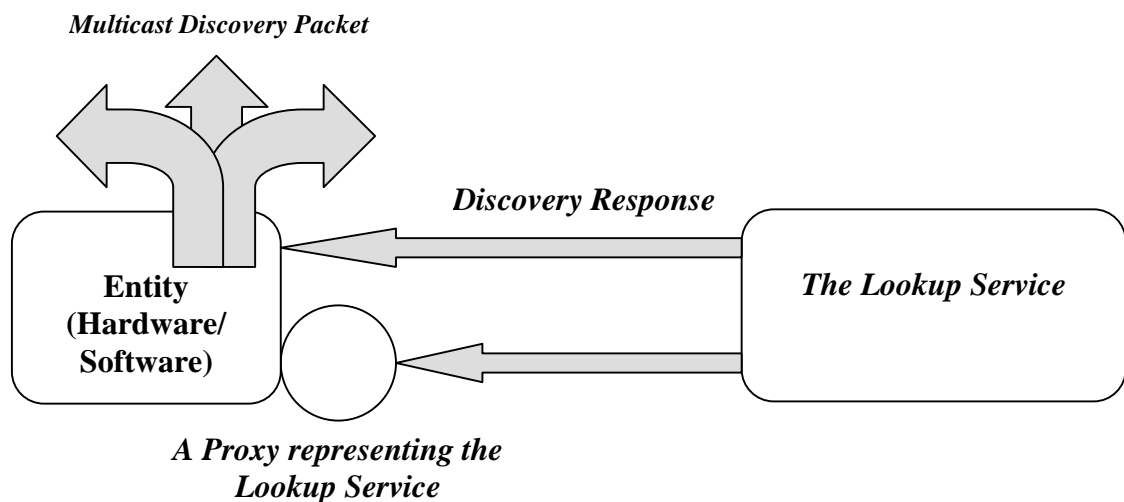 Multicast Discovery Packet
Discovery Response
The Lookup Service
Entity
(Hardware/
Software)
A Proxy representing the
Lookup Service